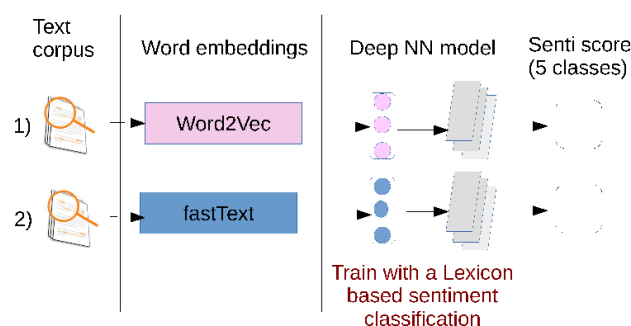 Text
corpus
Word embeddings
Deep NN model
Senti score
(5 classes)
1)
Word2Vec
2)
fastText
Train with a Lexicon
based sentiment
classification